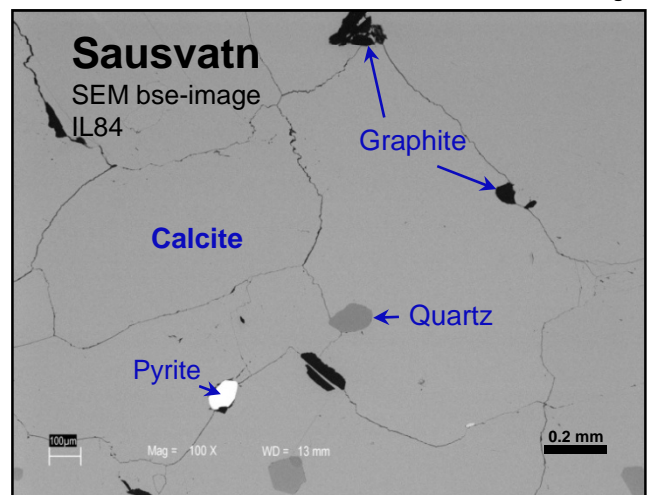 Sausvatn
SEM bse-image
IL84
Graphite
Calcite
Quartz
Pyrite
0.2 mm
100µm
Mag = 100 X WD = 13 mm